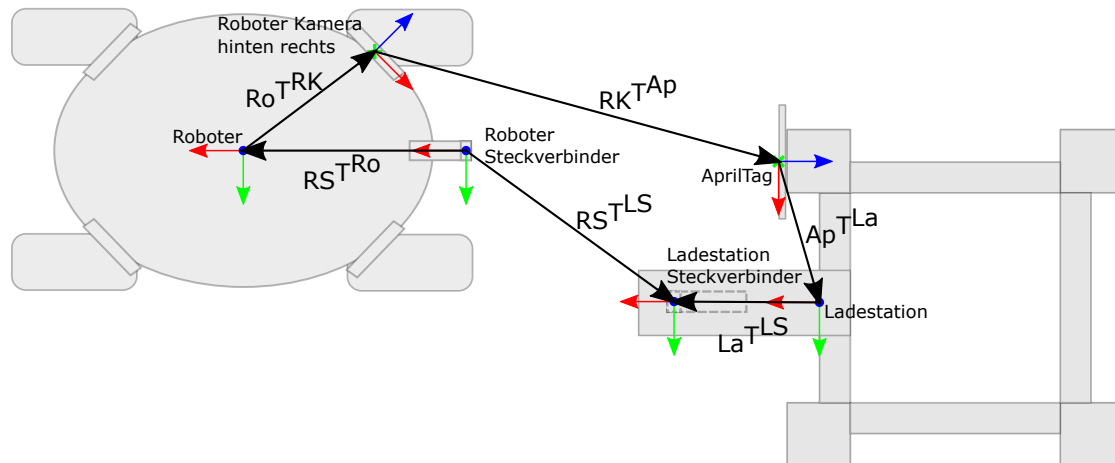 Roboter Kamera
hinten rechts
RoTRK
RKTAp
Roboter
Roboter
Steckverbinder
RSTRo
AprilTag
RSTLS
ApTLa
Ladestation
Steckverbinder
Ladestation
LaTLS